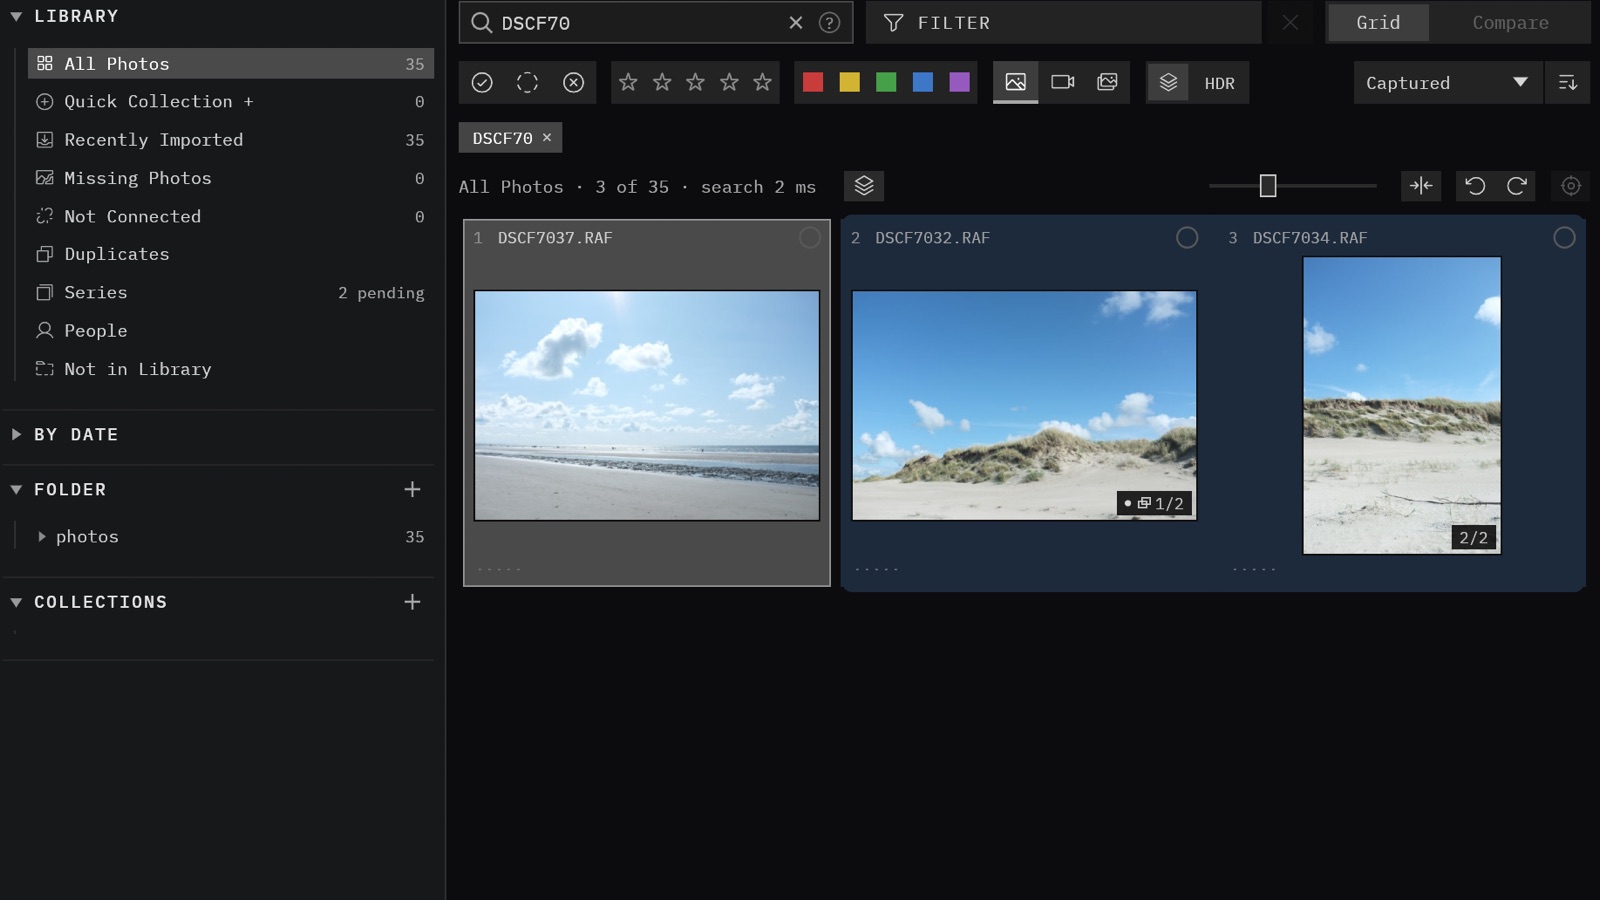 LIBRARY
All Photos 35
Quick Collection + 0
Recently Imported 35
Missing Photos 0
Not Connected 0
Duplicates
Series 2 pending
People
Not in Library
BY DATE
FOLDER +
photos 35
COLLECTIONS +
DSCF70
FILTER
Grid Compare
HDR
Captured
DSCF70 ×
All Photos · 3 of 35 · search 2 ms
1 DSCF7037.RAF
2 DSCF7032.RAF
3 DSCF7034.RAF
1/2
2/2